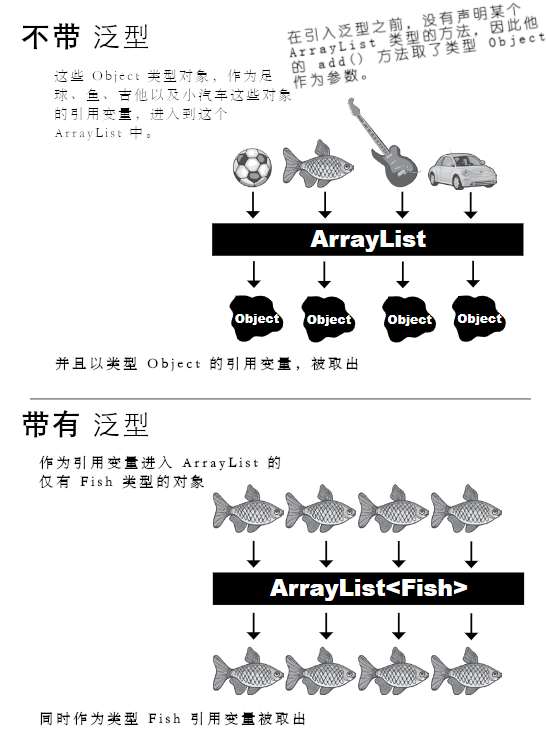 不带 泛型
在引入泛型之前，没有声明某个
ArrayList 类型的方法，因此他
的 add() 方法取了类型 Object
作为参数。
这些 Object 类型对象，作为足
球、鱼、吉他以及小汽车这些对象
的引用变量，进入到这个
ArrayList 中。
ArrayList
Object Object Object Object
并且以类型 Object 的引用变量，被取出
带有 泛型
作为引用变量进入 ArrayList 的
仅有 Fish 类型的对象
ArrayList<Fish>
同时作为类型 Fish 引用变量被取出